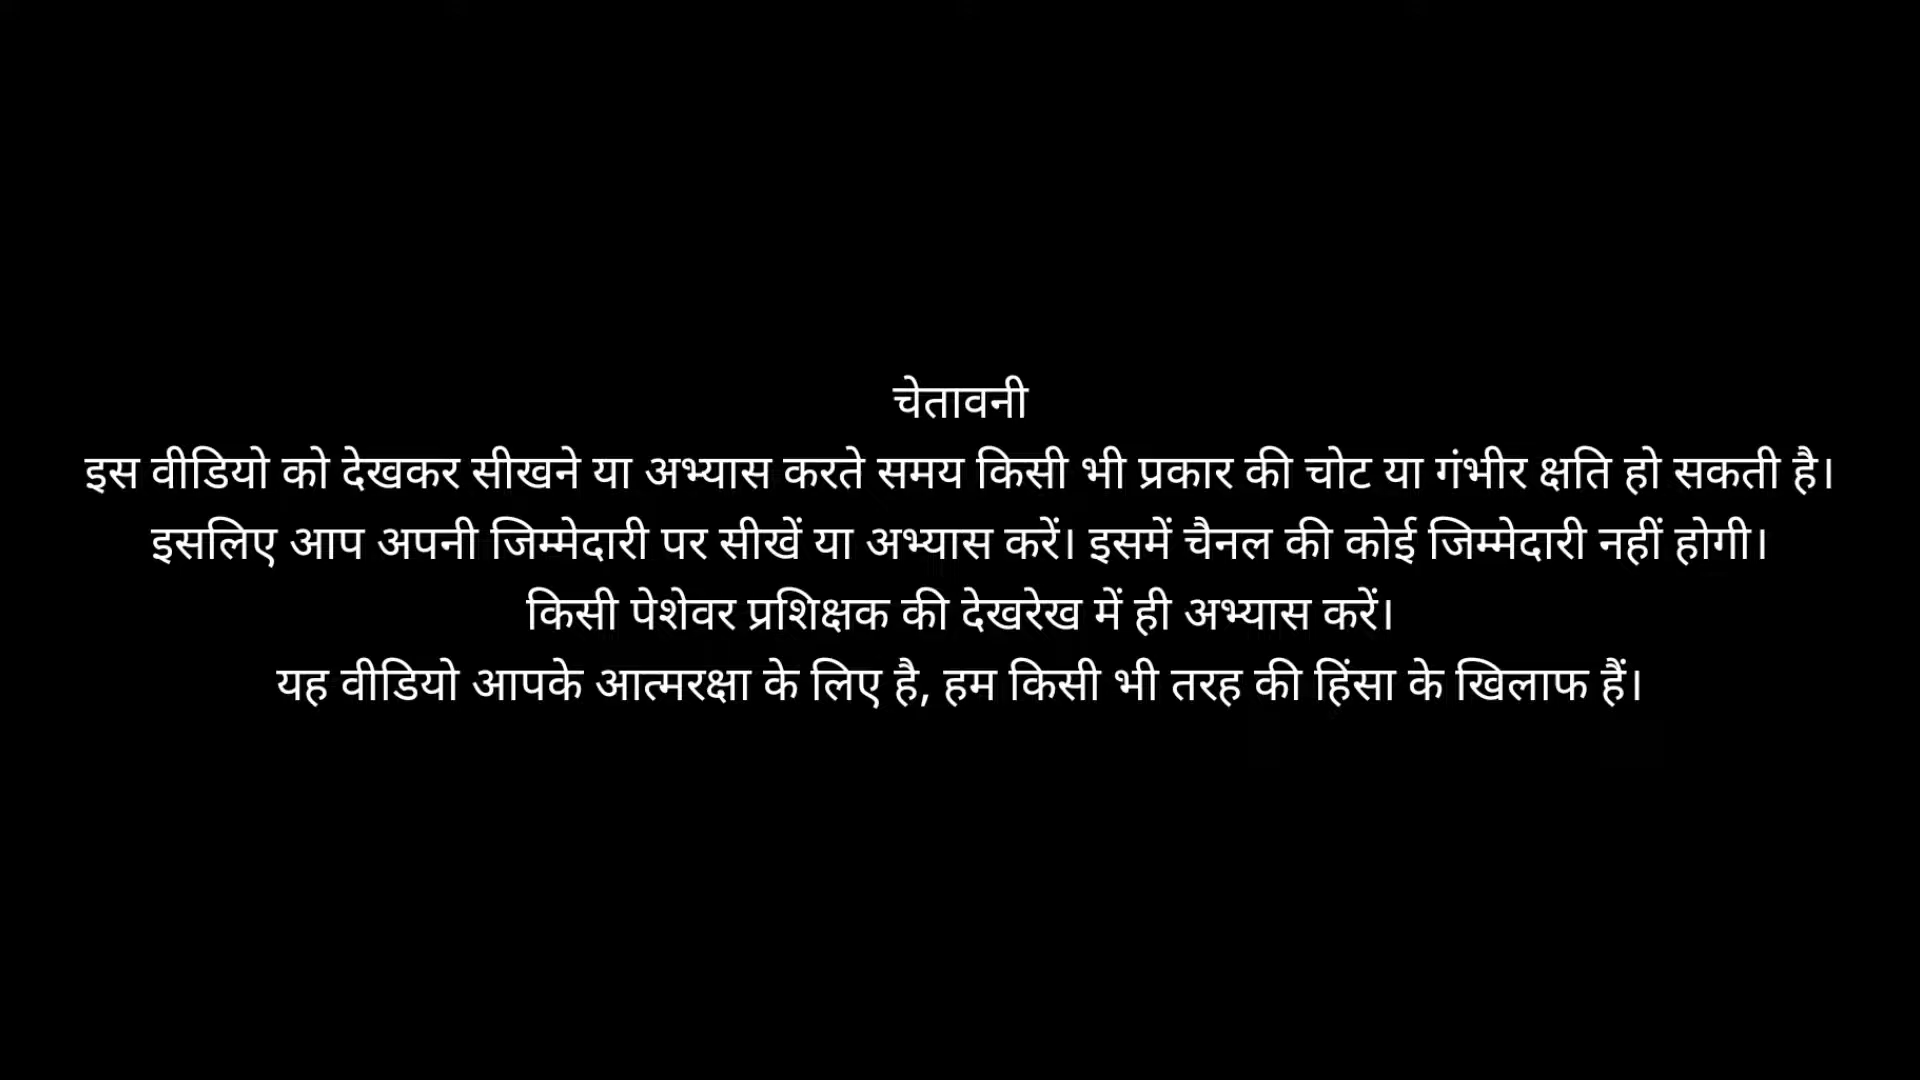 चेतावनी
इस वीडियो को देखकर सीखने या अभ्यास करते समय किसी भी प्रकार की चोट या गंभीर क्षति हो सकती है।
इसलिए आप अपनी जिम्मेदारी पर सीखें या अभ्यास करें। इसमें चैनल की कोई जिम्मेदारी नहीं होगी।
किसी पेशेवर प्रशिक्षक की देखरेख में ही अभ्यास करें।
यह वीडियो आपके आत्मरक्षा के लिए है, हम किसी भी तरह की हिंसा के खिलाफ हैं।